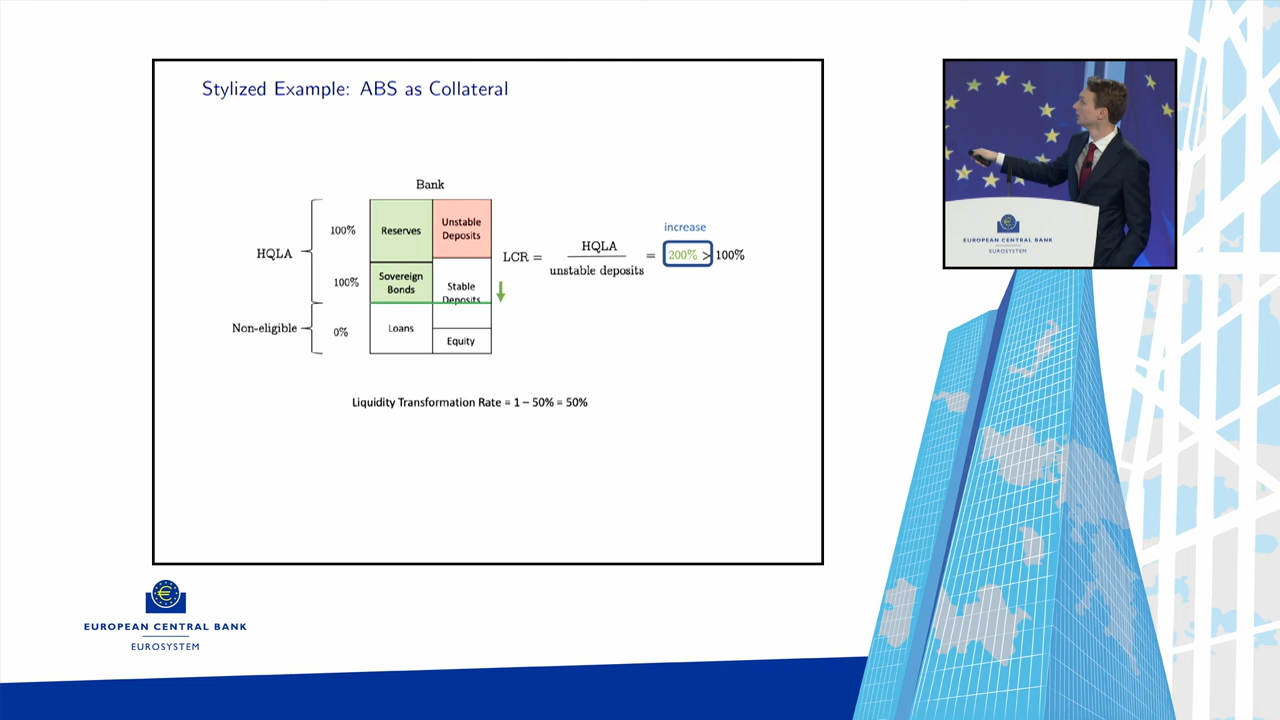 Stylized Example: ABS as Collateral
Bank
HQLA
Non-eligible
100%
100%
0%
Reserves
Sovereign
Bonds
Loans
Unstable
Deposits
Stable
Deposits
Equity
LCR =
HQLA
unstable deposits
=
increase
200% > 100%
Liquidity Transformation Rate = 1 – 50% = 50%
EUROPEAN CENTRAL BANK
EUROSYSTEM
€
EUROPEAN CENTRAL BANK
EUROSYSTEM